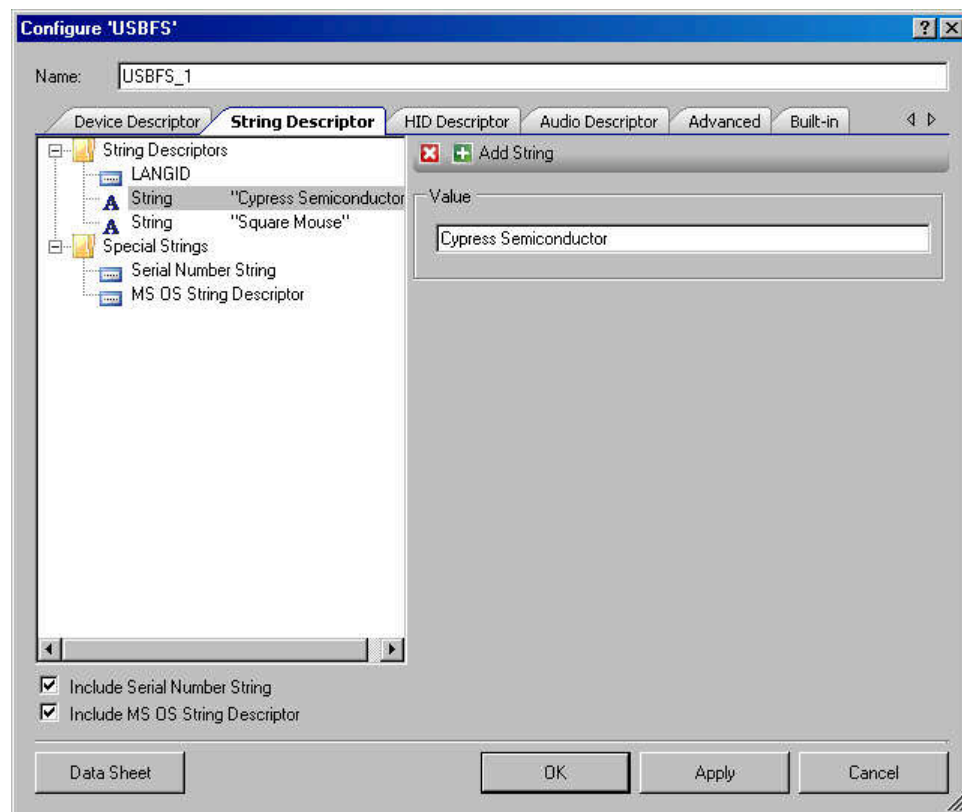 Configure 'USBFS'
Name: USBFS_1
Device Descriptor String Descriptor HID Descriptor Audio Descriptor Advanced Built-in
String Descriptors
Add String
LANGID
String "Cypress Semiconductor
Value
String "Square Mouse"
Cypress Semiconductor
Special Strings
Serial Number String
MS OS String Descriptor
Include Serial Number String
Include MS OS String Descriptor
Data Sheet OK Apply Cancel